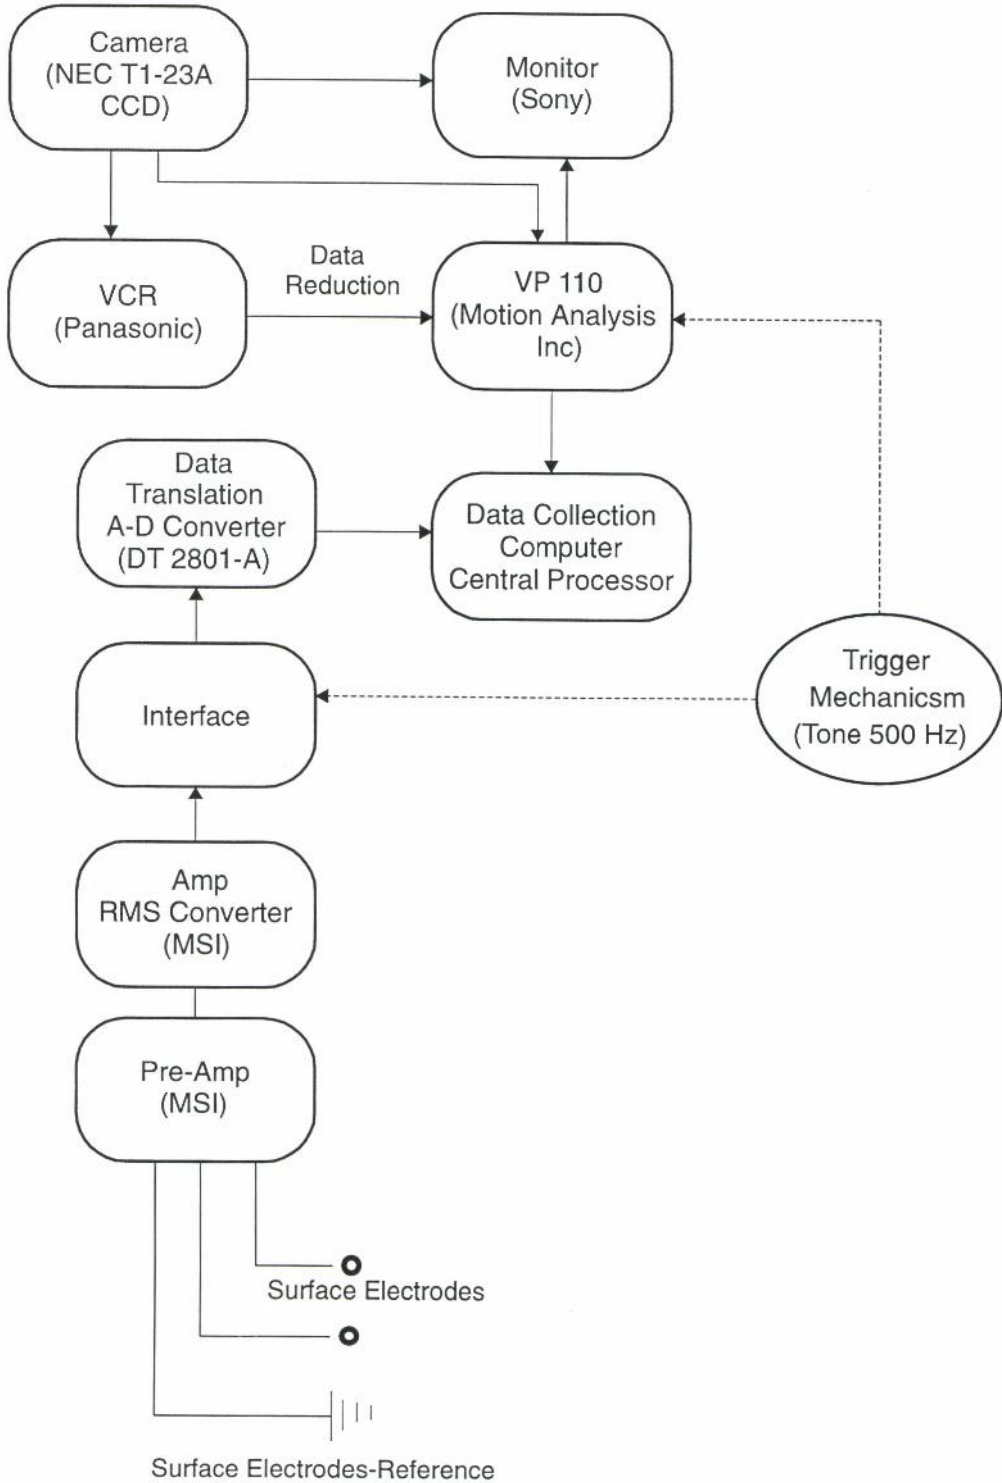 Camera
(NEC T1-23A
CCD)
Monitor
(Sony)
VCR
(Panasonic)
Data
Reduction
VP 110
(Motion Analysis
Inc)
Data
Translation
A-D Converter
(DT 2801-A)
Data Collection
Computer
Central Processor
Interface
Trigger
Mechanicsm
(Tone 500 Hz)
Amp
RMS Converter
(MSI)
Pre-Amp
(MSI)
Surface Electrodes
Surface Electrodes-Reference